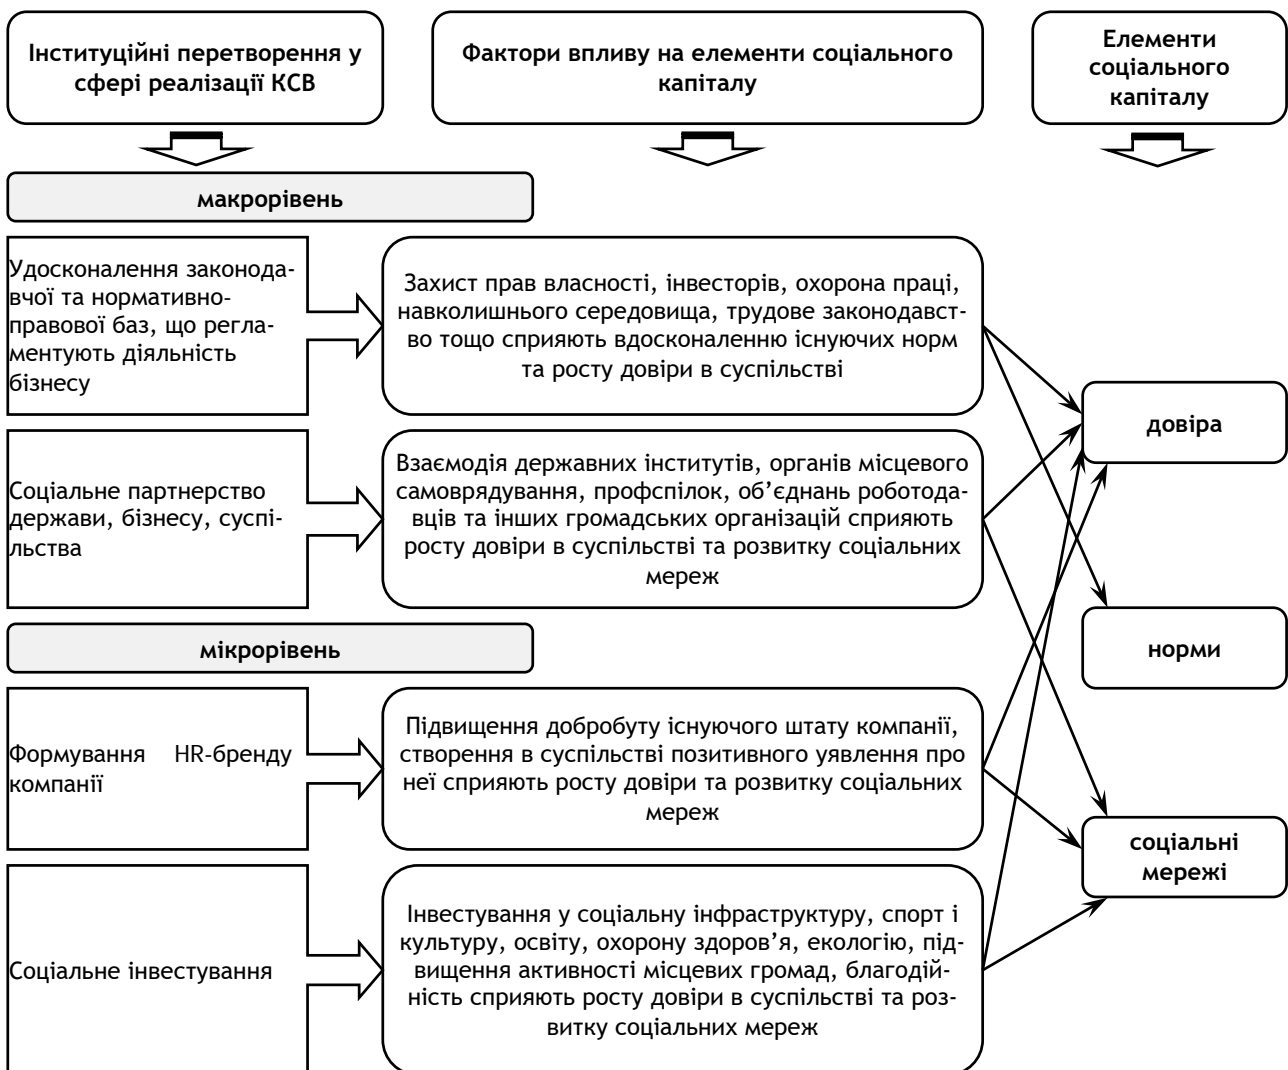 Інституційні перетворення у
сфері реалізації КСВ
Фактори впливу на елементи соціального
капіталу
Елементи
соціального
капіталу
макрорівень
Удосконалення законода-
вчої та нормативно-
правової баз, що регла-
ментують діяльність
бізнесу
Захист прав власності, інвесторів, охорона праці,
навколишнього середовища, трудове законодавст-
во тощо сприяють вдосконаленню існуючих норм
та росту довіри в суспільстві
довіра
Соціальне партнерство
держави, бізнесу, суспі-
льства
Взаємодія державних інститутів, органів місцевого
самоврядування, профспілок, об’єднань роботода-
вців та інших громадських організацій сприяють
росту довіри в суспільстві та розвитку соціальних
мереж
мікрорівень
норми
Формування HR-бренду
компанії
Підвищення добробуту існуючого штату компанії,
створення в суспільстві позитивного уявлення про
неї сприяють росту довіри та розвитку соціальних
мереж
соціальні
мережі
Соціальне інвестування
Інвестування у соціальну інфраструктуру, спорт і
культуру, освіту, охорону здоров’я, екологію, під-
вищення активності місцевих громад, благодій-
ність сприяють росту довіри в суспільстві та роз-
витку соціальних мереж